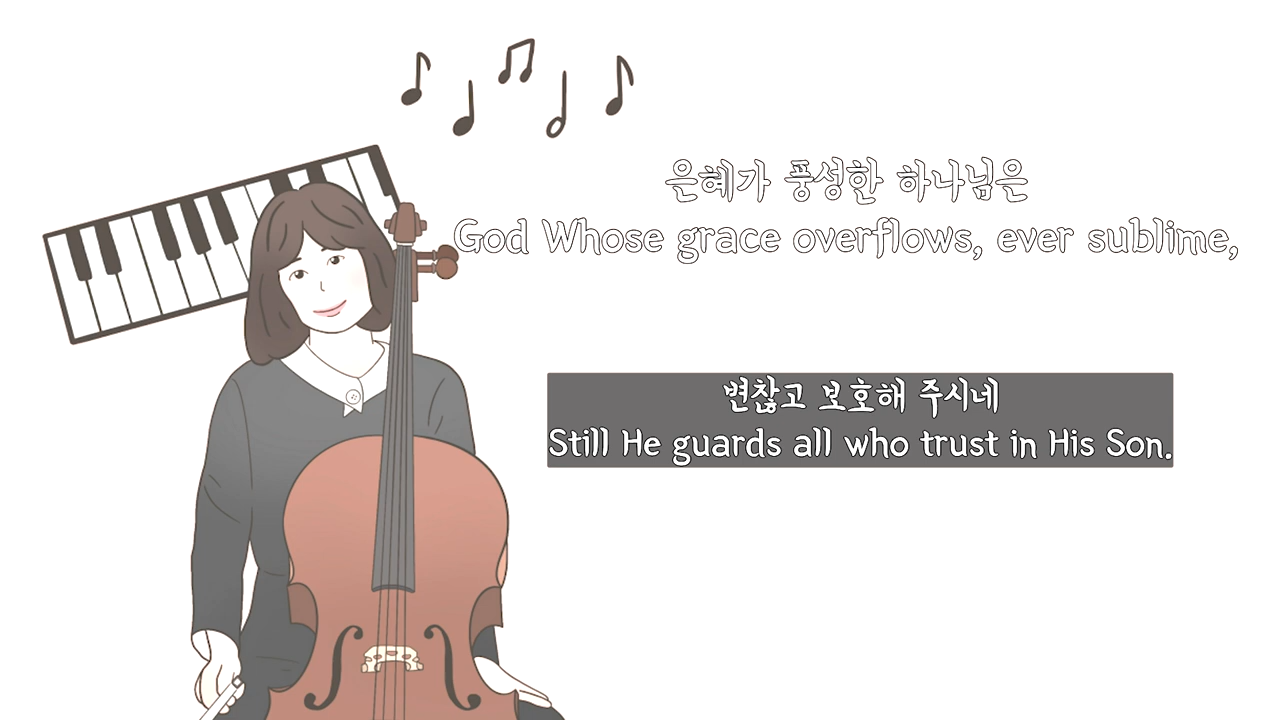 은혜가 풍성한 하나님은
God Whose grace overflows, ever sublime,
변찮고 보호해 주시네
Still He guards all who trust in His Son.